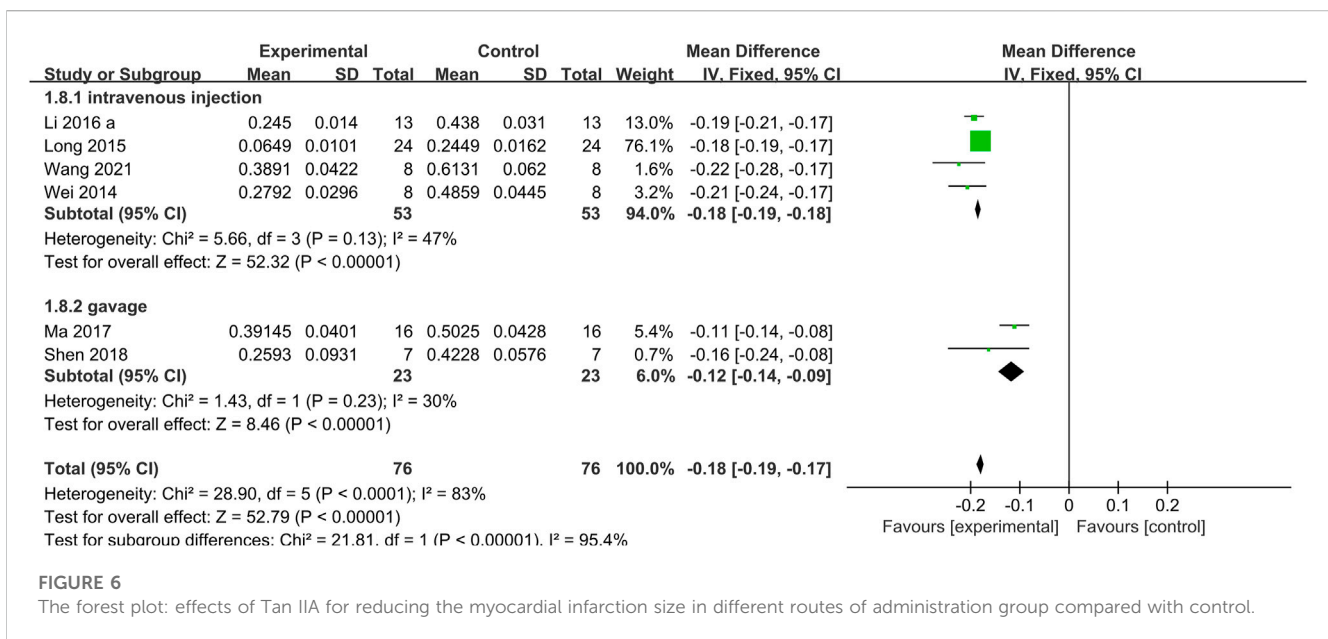 Experimental Control Mean Difference Mean Difference
Study or Subgroup Mean SD Total Mean SD Total Weight IV, Fixed, 95% CI IV, Fixed, 95% CI
1.8.1 intravenous injection
Li 2016 a 0.245 0.014 13 0.438 0.031 13 13.0% -0.19 [-0.21, -0.17]
Long 2015 0.0649 0.0101 24 0.2449 0.0162 24 76.1% -0.18 [-0.19, -0.17]
Wang 2021 0.3891 0.0422 8 0.6131 0.062 8 1.6% -0.22 [-0.28, -0.17]
Wei 2014 0.2792 0.0296 8 0.4859 0.0445 8 3.2% -0.21 [-0.24, -0.17]
Subtotal (95% CI) 53 53 94.0% -0.18 [-0.19, -0.18]
Heterogeneity: Chi² = 5.66, df = 3 (P = 0.13); I² = 47%
Test for overall effect: Z = 52.32 (P < 0.00001)
1.8.2 gavage
Ma 2017 0.39145 0.0401 16 0.5025 0.0428 16 5.4% -0.11 [-0.14, -0.08]
Shen 2018 0.2593 0.0931 7 0.4228 0.0576 7 0.7% -0.16 [-0.24, -0.08]
Subtotal (95% CI) 23 23 6.0% -0.12 [-0.14, -0.09]
Heterogeneity: Chi² = 1.43, df = 1 (P = 0.23); I² = 30%
Test for overall effect: Z = 8.46 (P < 0.00001)
Total (95% CI) 76 76 100.0% -0.18 [-0.19, -0.17]
Heterogeneity: Chi² = 28.90, df = 5 (P < 0.0001); I² = 83%
Test for overall effect: Z = 52.79 (P < 0.00001)
Test for subgroup differences: Chi² = 21.81, df = 1 (P < 0.00001), I² = 95.4%
-0.2 -0.1 0 0.1 0.2
Favours [experimental] Favours [control]
FIGURE 6
The forest plot: effects of Tan IIA for reducing the myocardial infarction size in different routes of administration group compared with control.